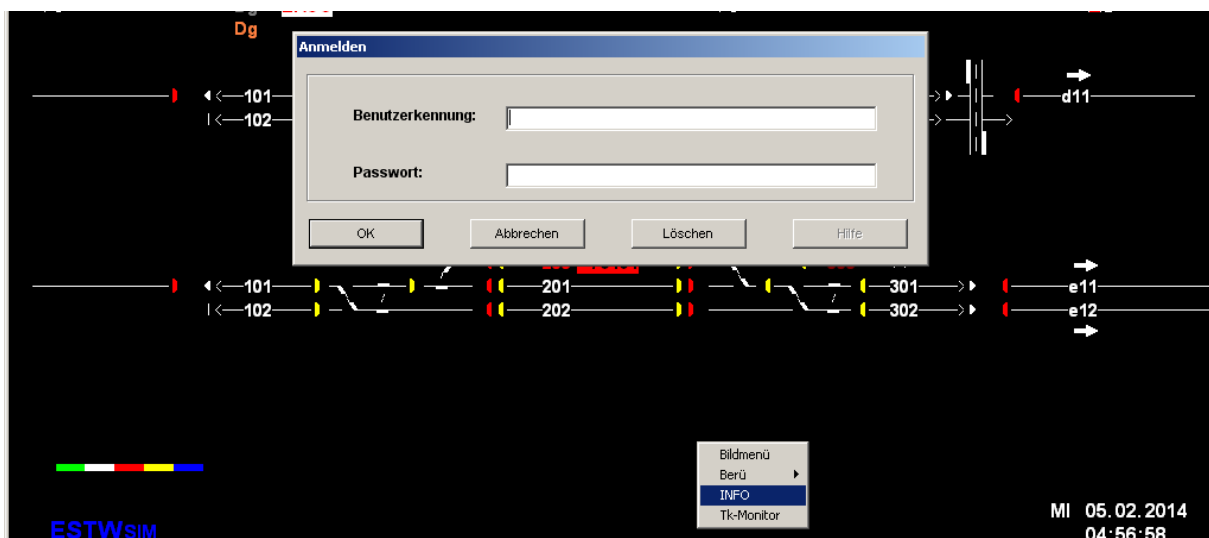 Dg
Anmelden
101 d11
102
Benutzerkennung:
Passwort:
OK Abbrechen Löschen Hilfe
101 201 301 e11
102 202 302 e12
Bildmenü
Berü
INFO
Tk-Monitor
MI 05.02.2014
ESTWSIM 04:56:58